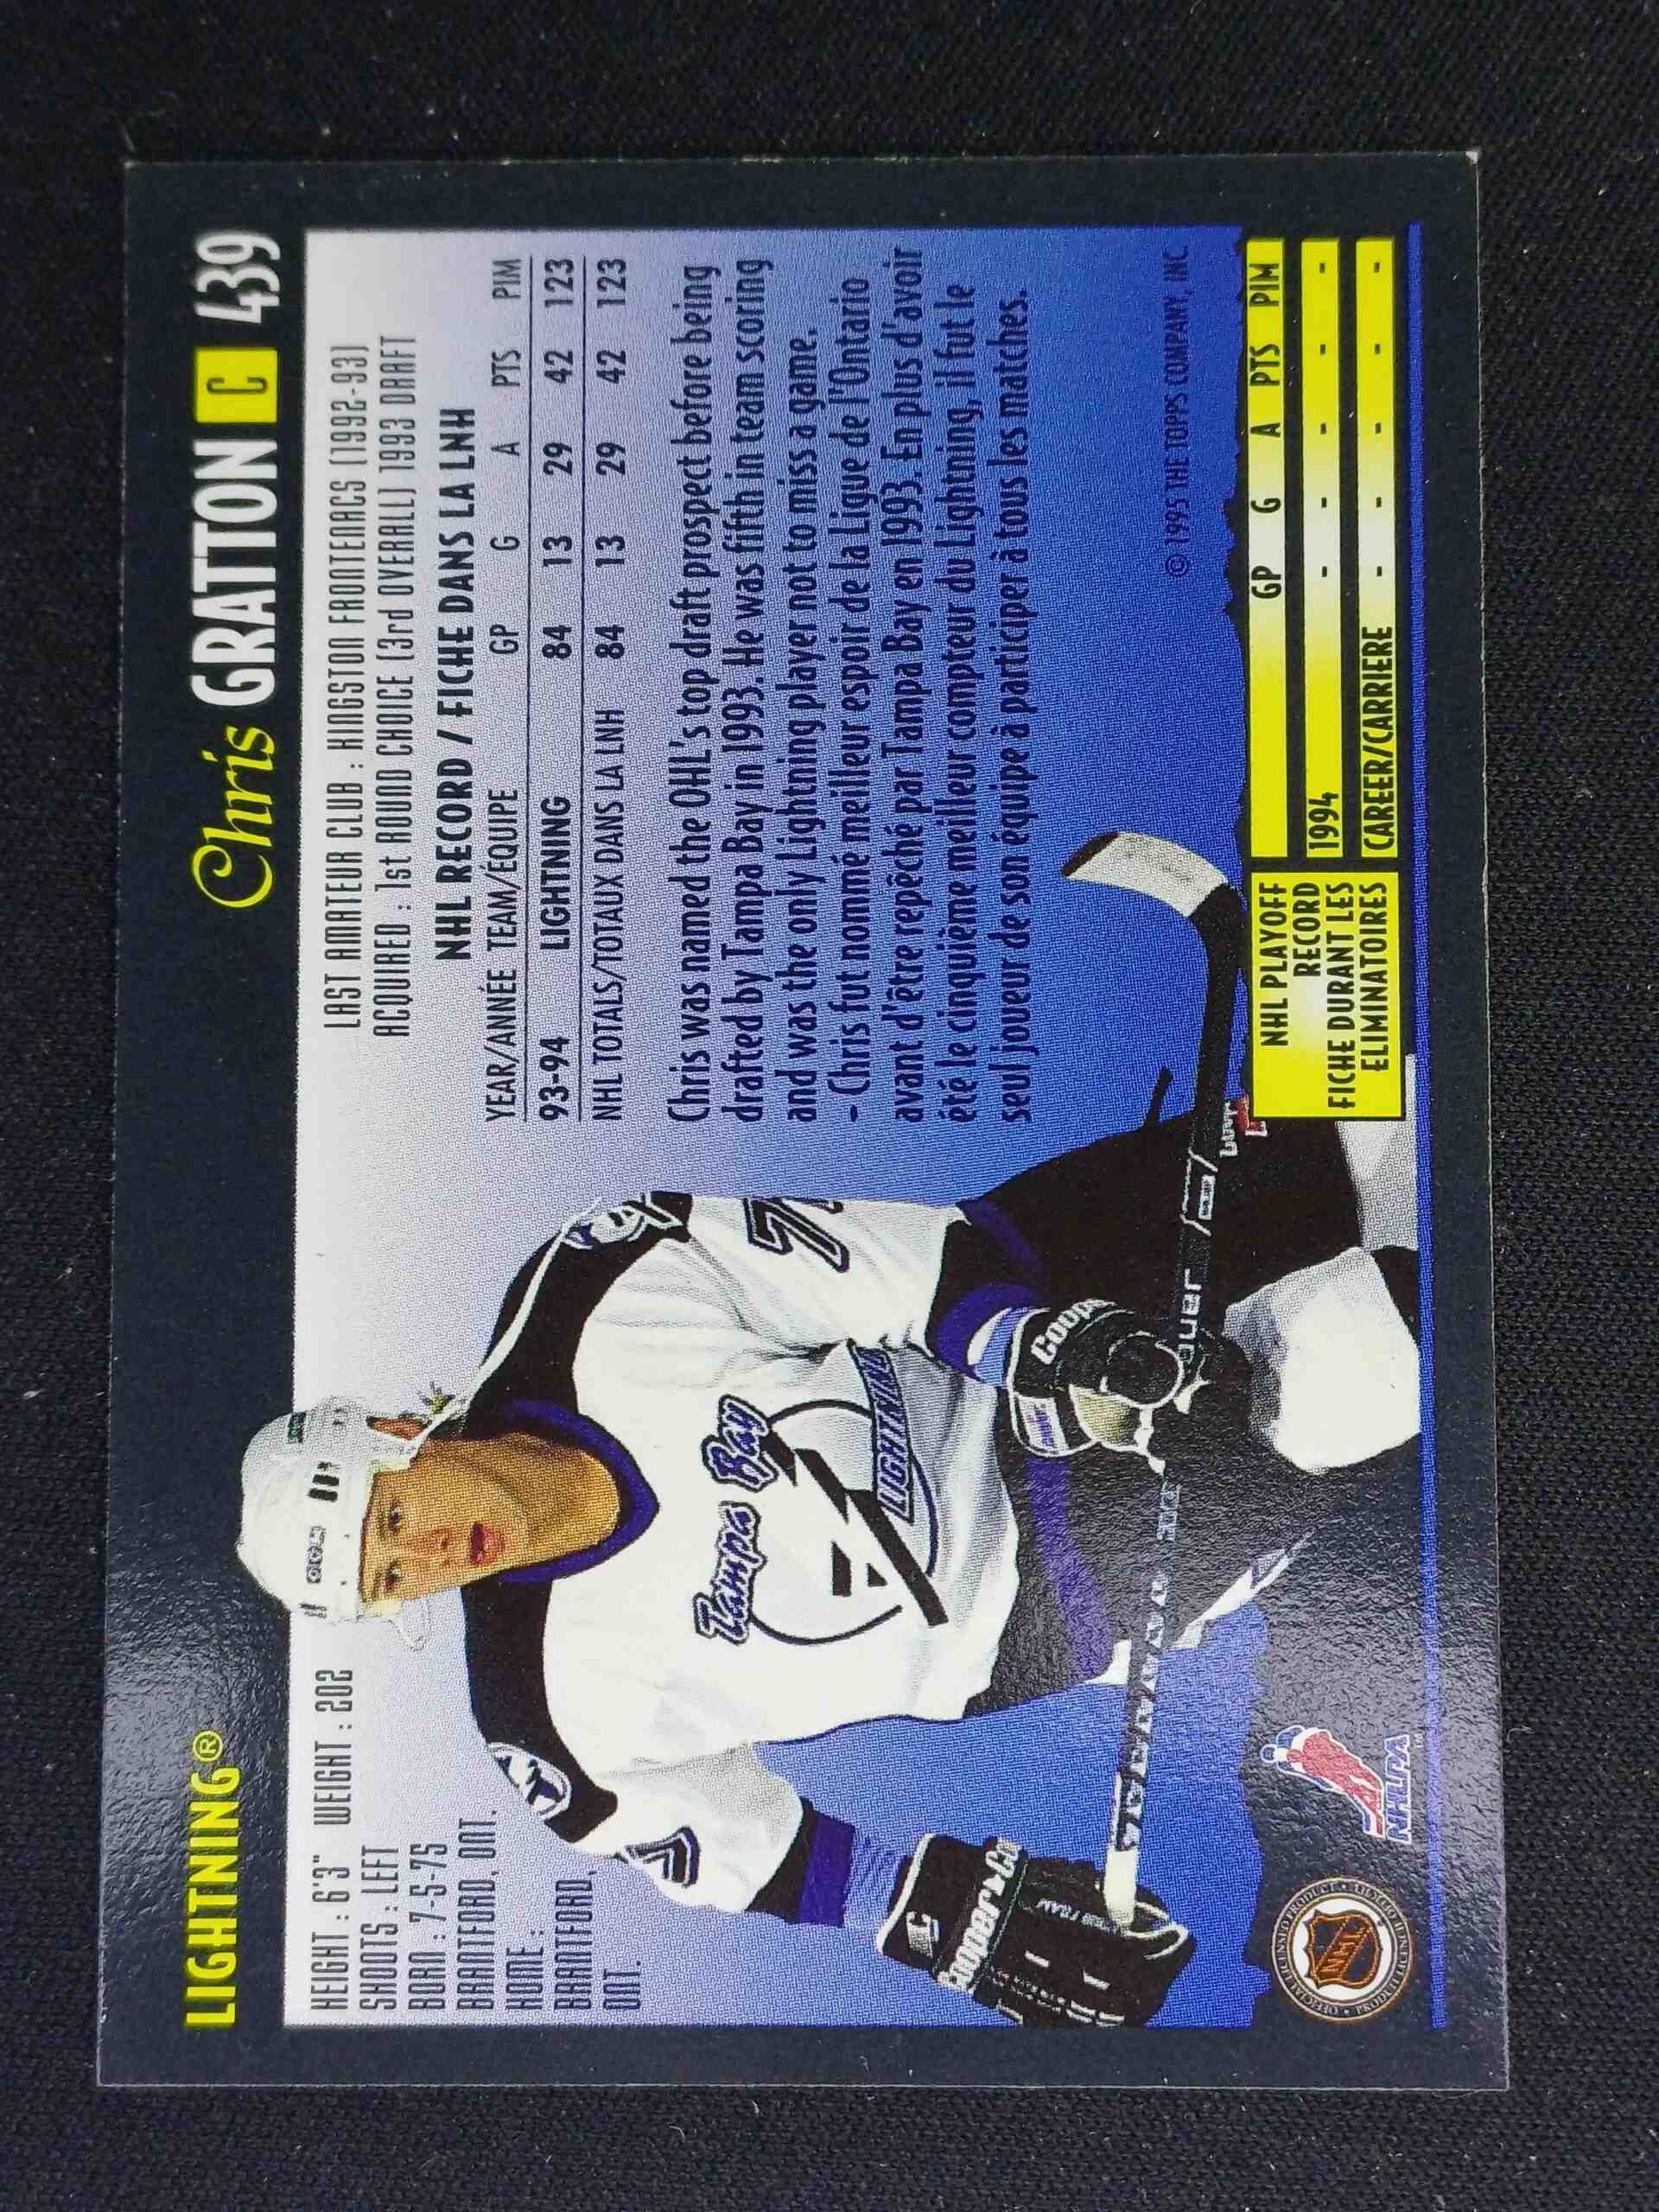 LIGHTNING®
Chris GRATTON C 439
HEIGHT : 6'3" WEIGHT : 202
SHOOTS : LEFT
BORN : 7-5-75
BRANTFORD, ONT.
HOME :
BRANTFORD,
ONT.
LAST AMATEUR CLUB : KINGSTON FRONTENACS (1992-93)
ACQUIRED : 1st ROUND CHOICE (3rd OVERALL) 1993 DRAFT
NHL RECORD / FICHE DANS LA LNH
YEAR/ANNÉE TEAM/ÉQUIPE GP G A PTS PIM
93-94 LIGHTNING 84 13 29 42 123
NHL TOTALS/TOTAUX DANS LA LNH 84 13 29 42 123
Chris was named the OHL's top draft prospect before being
drafted by Tampa Bay in 1993. He was fifth in team scoring
and was the only Lightning player not to miss a game.
- Chris fut nommé meilleur espoir de la Ligue de l'Ontario
avant d'être repêché par Tampa Bay en 1993. En plus d'avoir
été le cinquième meilleur compteur du Lightning, il fut le
seul joueur de son équipe à participer à tous les matches.
© 1995 THE TOPPS COMPANY, INC.
NHL PLAYOFF
RECORD
FICHE DURANT LES
ELIMINATOIRES
GP G A PTS PIM
1994 - - - - -
CAREER/CARRIERE - - - - -
Tampa Bay
LIGHTNING
7
Cooper
NHL
NHLPA